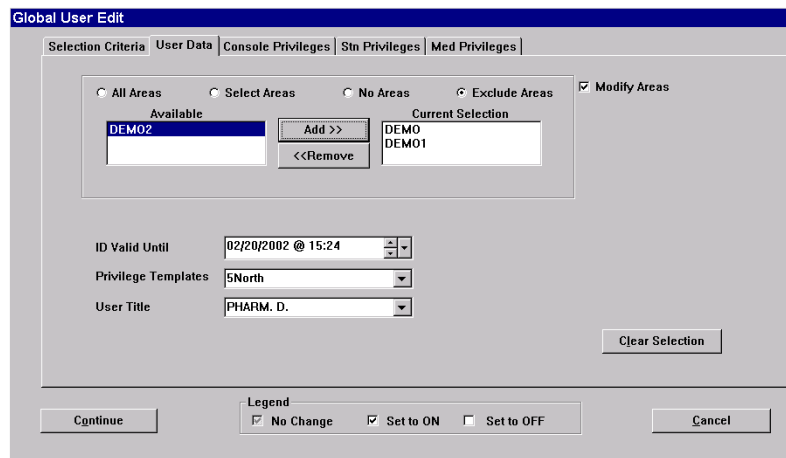 Global User Edit
Selection Criteria User Data Console Privileges Stn Privileges Med Privileges
All Areas Select Areas No Areas Exclude Areas Modify Areas
Available Current Selection
DEMO2 Add >> DEMO
<<Remove DEMO1
ID Valid Until 02/20/2002 @ 15:24
Privilege Templates 5North
User Title PHARM. D.
Clear Selection
Legend
Continue No Change Set to ON Set to OFF Cancel